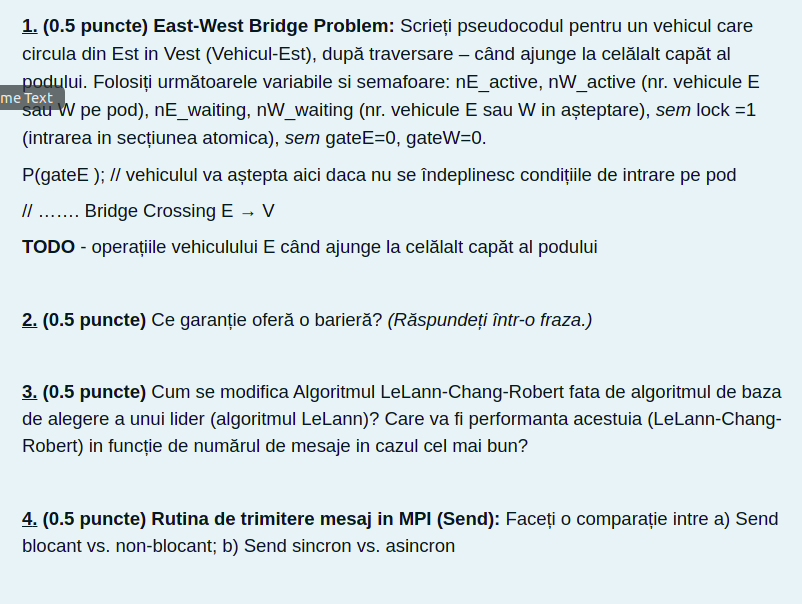 1. (0.5 puncte) East-West Bridge Problem: Scrieți pseudocodul pentru un vehicul care
circula din Est in Vest (Vehicul-Est), după traversare – când ajunge la celălalt capăt al
podului. Folosiți următoarele variabile si semafoare: nE_active, nW_active (nr. vehicule E
me Text
sau W pe pod), nE_waiting, nW_waiting (nr. vehicule E sau W in așteptare), sem lock =1
(intrarea in secțiunea atomica), sem gateE=0, gateW=0.
P(gateE ); // vehiculul va aștepta aici daca nu se îndeplinesc condițiile de intrare pe pod
// ……. Bridge Crossing E → V
TODO - operațiile vehiculului E când ajunge la celălalt capăt al podului
2. (0.5 puncte) Ce garanție oferă o barieră? (Răspundeți într-o fraza.)
3. (0.5 puncte) Cum se modifica Algoritmul LeLann-Chang-Robert fata de algoritmul de baza
de alegere a unui lider (algoritmul LeLann)? Care va fi performanta acestuia (LeLann-Chang-
Robert) in funcție de numărul de mesaje in cazul cel mai bun?
4. (0.5 puncte) Rutina de trimitere mesaj in MPI (Send): Faceți o comparație intre a) Send
blocant vs. non-blocant; b) Send sincron vs. asincron